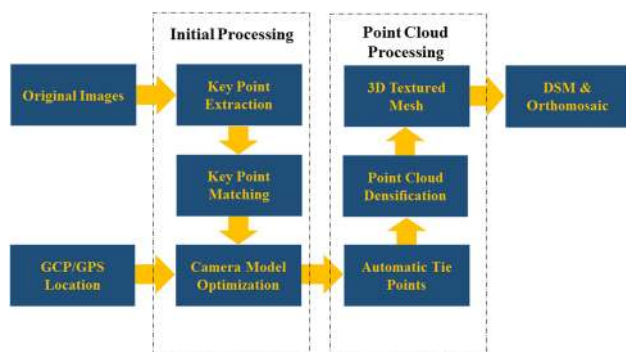 Initial Processing
Point Cloud
Processing
Original Images
Key Point
Extraction
3D Textured
Mesh
DSM &
Orthomosaic
Key Point
Matching
Point Cloud
Densification
GCP/GPS
Location
Camera Model
Optimization
Automatic Tie
Points